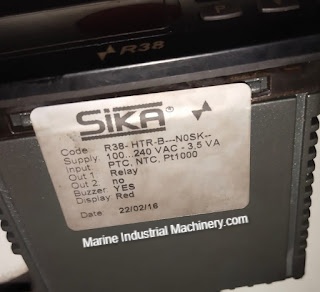 P
R38
SiKA®
Code: R38- HTR-B---N0SK--
Supply: 100...240 VAC - 3,5 VA
Input: PTC, NTC, Pt1000
Out 1: Relay
Out 2: no
Buzzer: YES
Display: Red
Date: 22/02/16
Marine Industrial Machinery.com